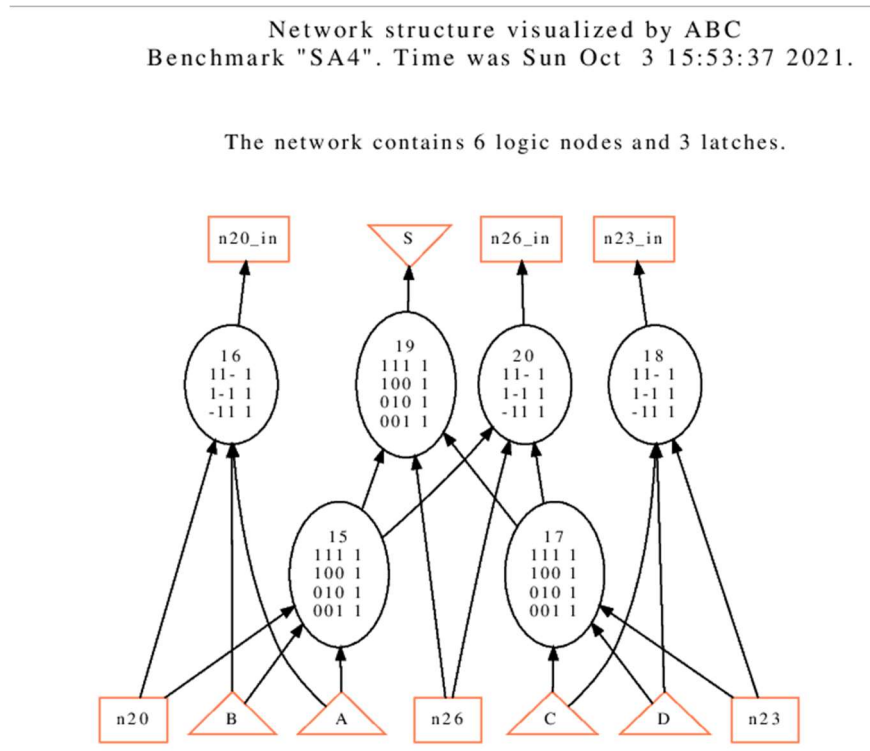 Network structure visualized by ABC
Benchmark "SA4". Time was Sun Oct  3 15:53:37 2021.
The network contains 6 logic nodes and 3 latches.
n20_in
S
n26_in
n23_in
16
11- 1
1-1 1
-11 1
19
111 1
100 1
010 1
001 1
20
11- 1
1-1 1
-11 1
18
11- 1
1-1 1
-11 1
15
111 1
100 1
010 1
001 1
17
111 1
100 1
010 1
001 1
n20
B
A
n26
C
D
n23